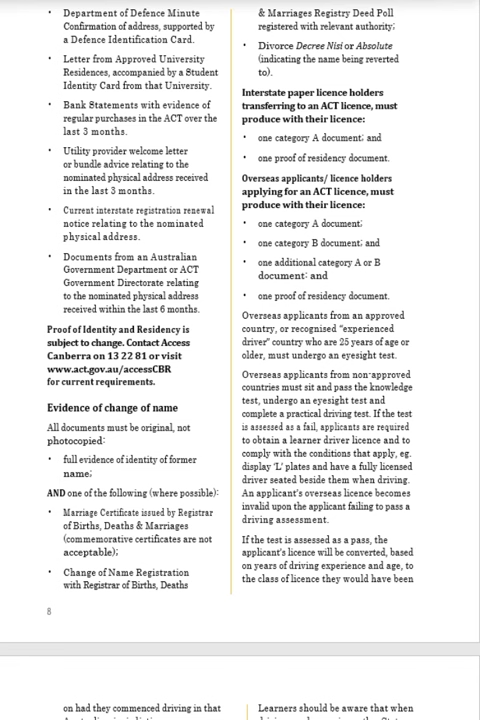 • Department of Defence Minute
Confirmation of address, supported by
a Defence Identification Card.
• Letter from Approved University
Residences, accompanied by a Student
Identity Card from that University.
• Bank Statements with evidence of
regular purchases in the ACT over the
last 3 months.
• Utility provider welcome letter
or bundle advice relating to the
nominated physical address received
in the last 3 months.
• Current interstate registration renewal
notice relating to the nominated
physical address.
• Documents from an Australian
Government Department or ACT
Government Directorate relating
to the nominated physical address
received within the last 6 months.
Proof of Identity and Residency is
subject to change. Contact Access
Canberra on 13 22 81 or visit
www.act.gov.au/accessCBR
for current requirements.
Evidence of change of name
All documents must be original, not
photocopied:
• full evidence of identity of former
name;
AND one of the following (where possible):
• Marriage Certificate issued by Registrar
of Births, Deaths & Marriages
(commemorative certificates are not
acceptable);
• Change of Name Registration
with Registrar of Births, Deaths
& Marriages Registry Deed Poll
registered with relevant authority;
• Divorce Decree Nisi or Absolute
(indicating the name being reverted
to).
Interstate paper licence holders
transferring to an ACT licence, must
produce with their licence:
• one category A document; and
• one proof of residency document.
Overseas applicants/ licence holders
applying for an ACT licence, must
produce with their licence:
• one category A document;
• one category B document; and
• one additional category A or B
document: and
• one proof of residency document.
Overseas applicants from an approved
country, or recognised "experienced
driver" country who are 25 years of age or
older, must undergo an eyesight test.
Overseas applicants from non-approved
countries must sit and pass the knowledge
test, undergo an eyesight test and
complete a practical driving test. If the test
is assessed as a fail, applicants are required
to obtain a learner driver licence and to
comply with the conditions that apply, eg.
display 'L' plates and have a fully licensed
driver seated beside them when driving.
An applicant's overseas licence becomes
invalid upon the applicant failing to pass a
driving assessment.
If the test is assessed as a pass, the
applicant's licence will be converted, based
on years of driving experience and age, to
the class of licence they would have been
8
on had they commenced driving in that
Learners should be aware that when